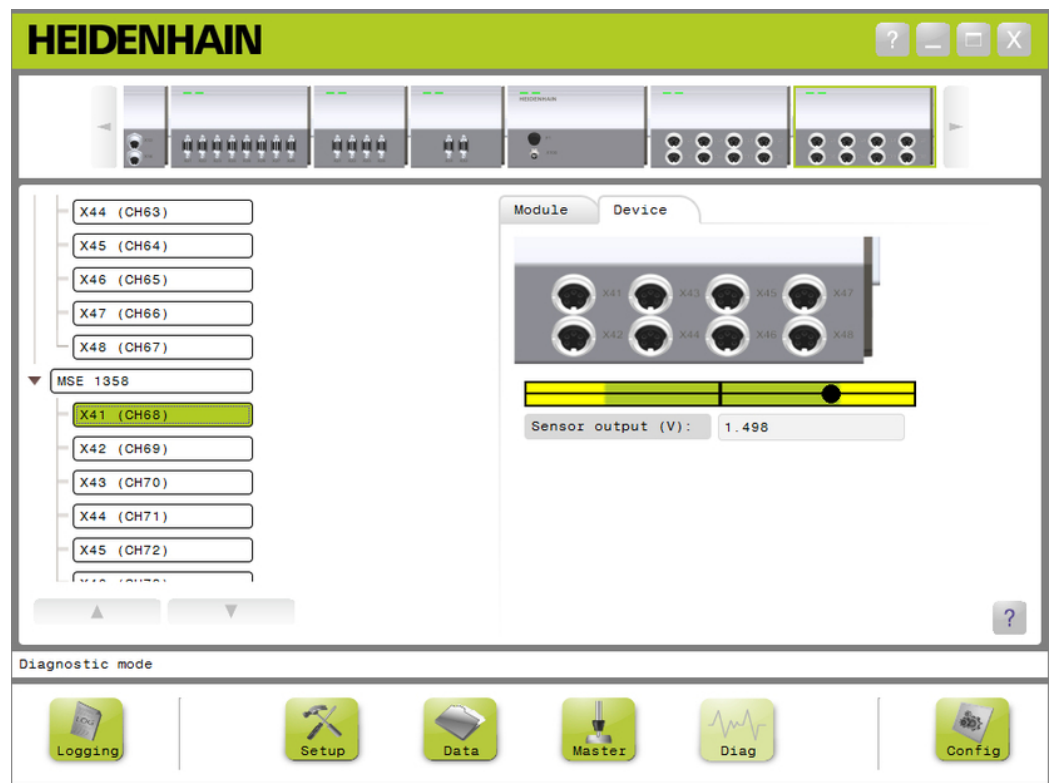 HEIDENHAIN
?
X
HEIDENHAIN
X44 (CH63)
X45 (CH64)
X46 (CH65)
X47 (CH66)
X48 (CH67)
MSE 1358
X41 (CH68)
X42 (CH69)
X43 (CH70)
X44 (CH71)
X45 (CH72)
Module Device
X41 X43 X45 X47
X42 X44 X46 X48
Sensor output (V): 1.498
?
Diagnostic mode
LOG
Logging Setup Data Master Diag Config